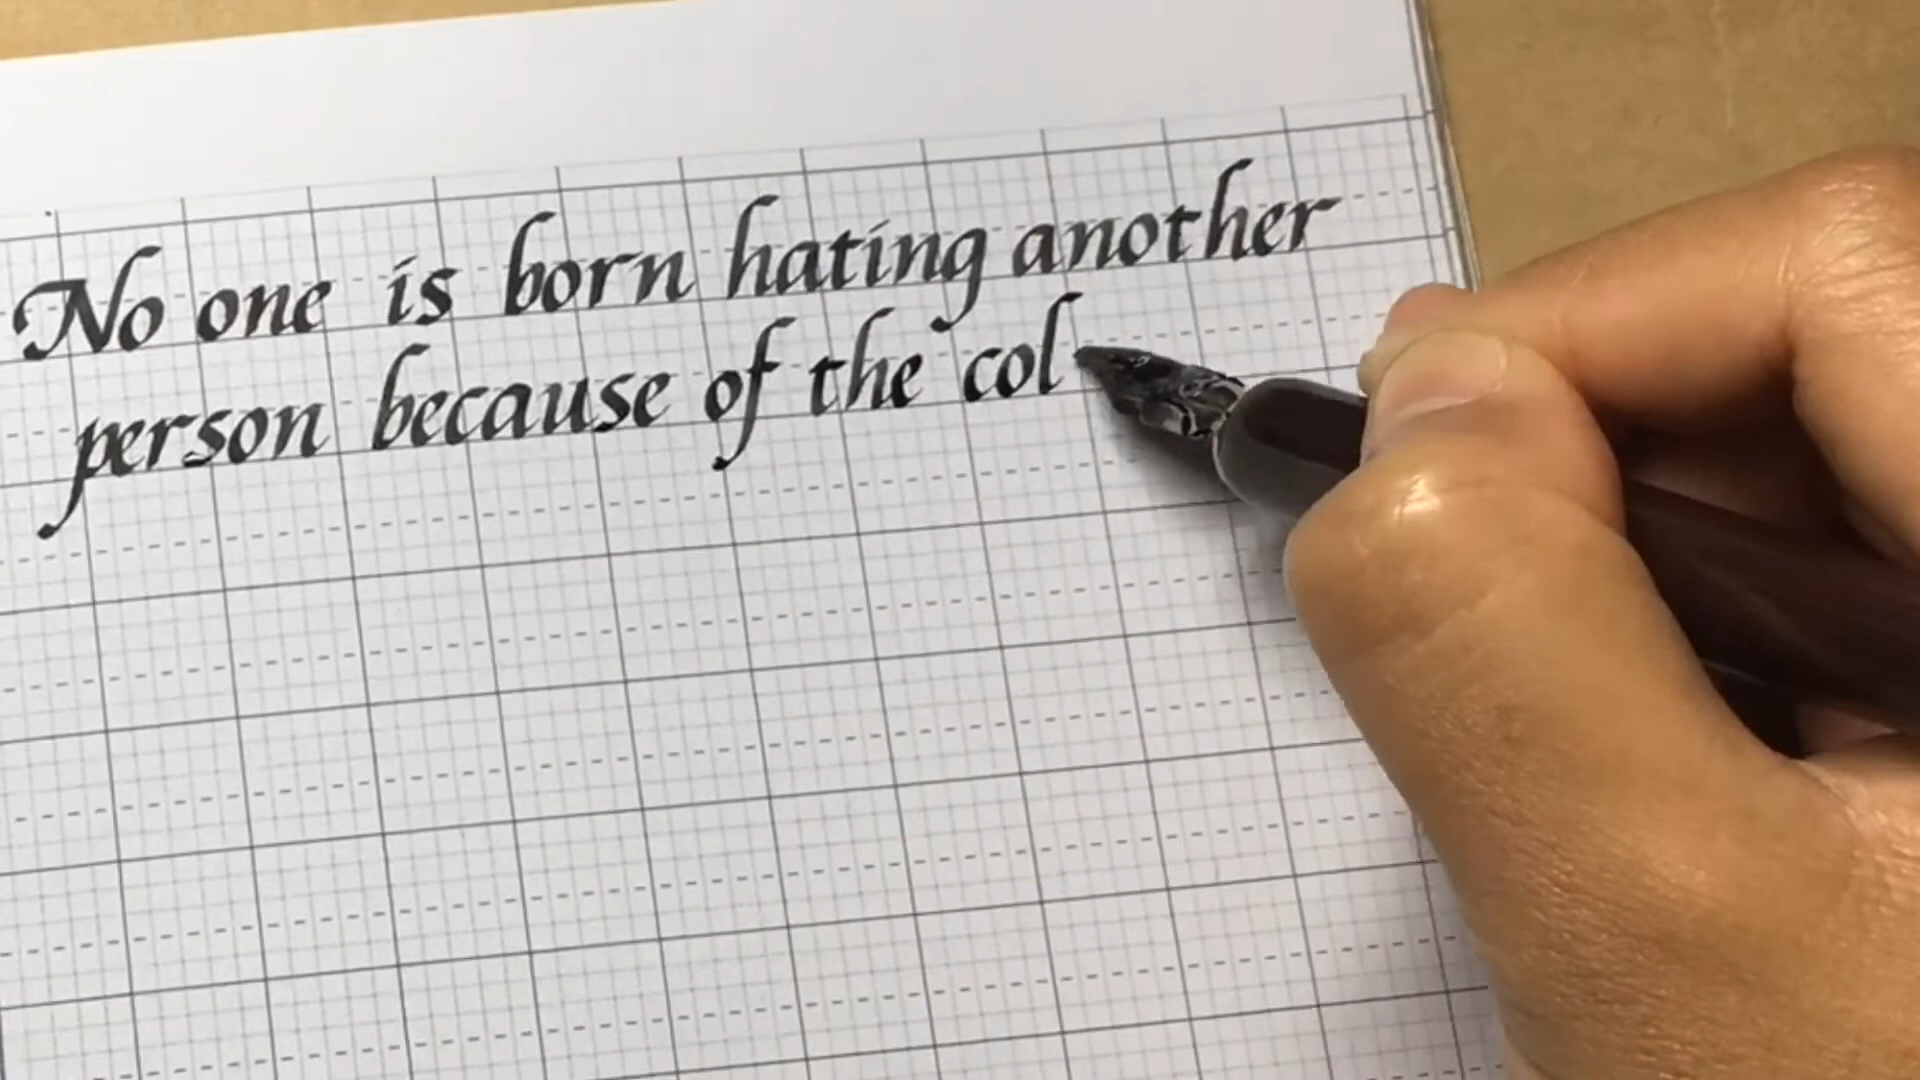 No one is born hating another
person because of the col